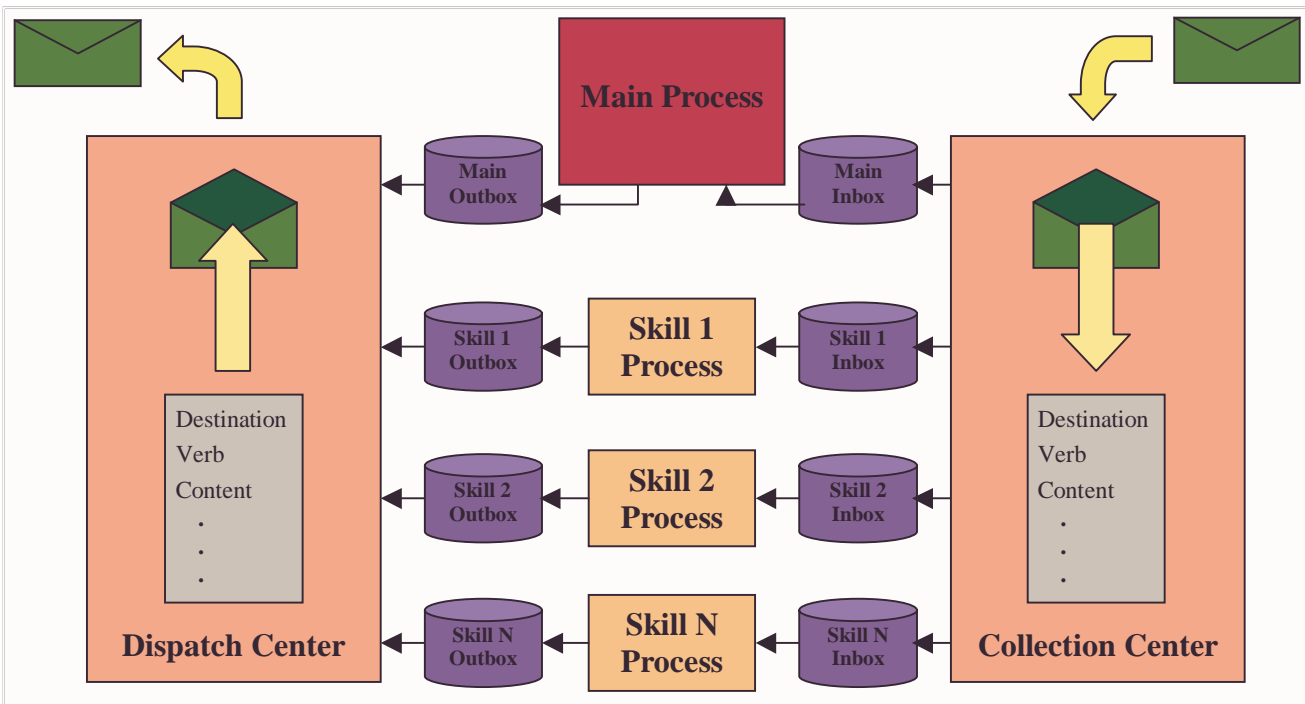 Main Process
Main
Outbox
Main
Inbox
Skill 1
Outbox
Skill 1
Process
Skill 1
Inbox
Destination
Verb
Content
.
.
.
Skill 2
Outbox
Skill 2
Process
Skill 2
Inbox
Destination
Verb
Content
.
.
.
Dispatch Center
Skill N
Outbox
Skill N
Process
Skill N
Inbox
Collection Center